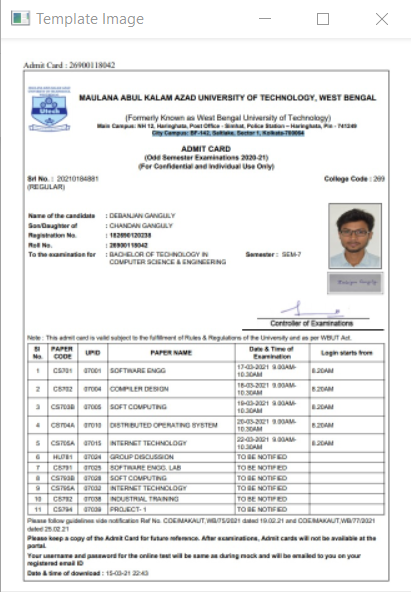 Template Image
Admit Card : 26900118042
MAULANA ABUL KALAM AZAD UNIVERSITY OF TECHNOLOGY, WEST BENGAL
(Formerly Known as West Bengal University of Technology)
Main Campus: NH 12, Haringhata, Post Office - Simhat, Police Station – Haringhata, Pin - 741249
City Campus: BF-142, Saltlake, Sector 1, Kolkata-700064
ADMIT CARD
(Odd Semester Examinations 2020-21)
(For Confidential and Individual Use Only)
Srl No. : 20210184881 College Code : 269
(REGULAR)
Name of the candidate : DEBANJAN GANGULY
Son/Daughter of : CHANDAN GANGULY
Registration No. : 182690120238
Roll No. : 26900118042
To the examination for : BACHELOR OF TECHNOLOGY IN Semester : SEM-7
COMPUTER SCIENCE & ENGINEERING
Debanjan Ganguly
Controller of Examinations
Note : This admit card is valid subject to the fulfillment of Rules & Regulations of the University and as per WBUT Act.
Sl No. PAPER CODE UPID PAPER NAME Date & Time of Examination Login starts from
1 CS701 07001 SOFTWARE ENGG 17-03-2021 9.00AM-10.30AM 8.20AM
2 CS702 07004 COMPILER DESIGN 18-03-2021 9.00AM-10.30AM 8.20AM
3 CS703B 07005 SOFT COMPUTING 19-03-2021 9.00AM-10.30AM 8.20AM
4 CS704A 07010 DISTRIBUTED OPERATING SYSTEM 20-03-2021 9.00AM-10.30AM 8.20AM
5 CS705A 07015 INTERNET TECHNOLOGY 22-03-2021 9.00AM-10.30AM 8.20AM
6 HU781 07024 GROUP DISCUSSION TO BE NOTIFIED
7 CS791 07025 SOFTWARE ENGG. LAB TO BE NOTIFIED
8 CS793B 07028 SOFT COMPUTING TO BE NOTIFIED
9 CS795A 07032 INTERNET TECHNOLOGY TO BE NOTIFIED
10 CS792 07038 INDUSTRIAL TRAINING TO BE NOTIFIED
11 CS794 07039 PROJECT- 1 TO BE NOTIFIED
Please follow guidelines vide notification Ref No. COE/MAKAUT,WB/75/2021 dated 19.02.21 and COE/MAKAUT,WB/77/2021
dated 25.02.21
Please keep a copy of the Admit Card for future reference. After examinations, Admit cards will not be available at the
portal.
Your username and password for the online test will be same as during mock and will be emailed to you on your
registered email ID
Date & time of download : 15-03-21 22:43